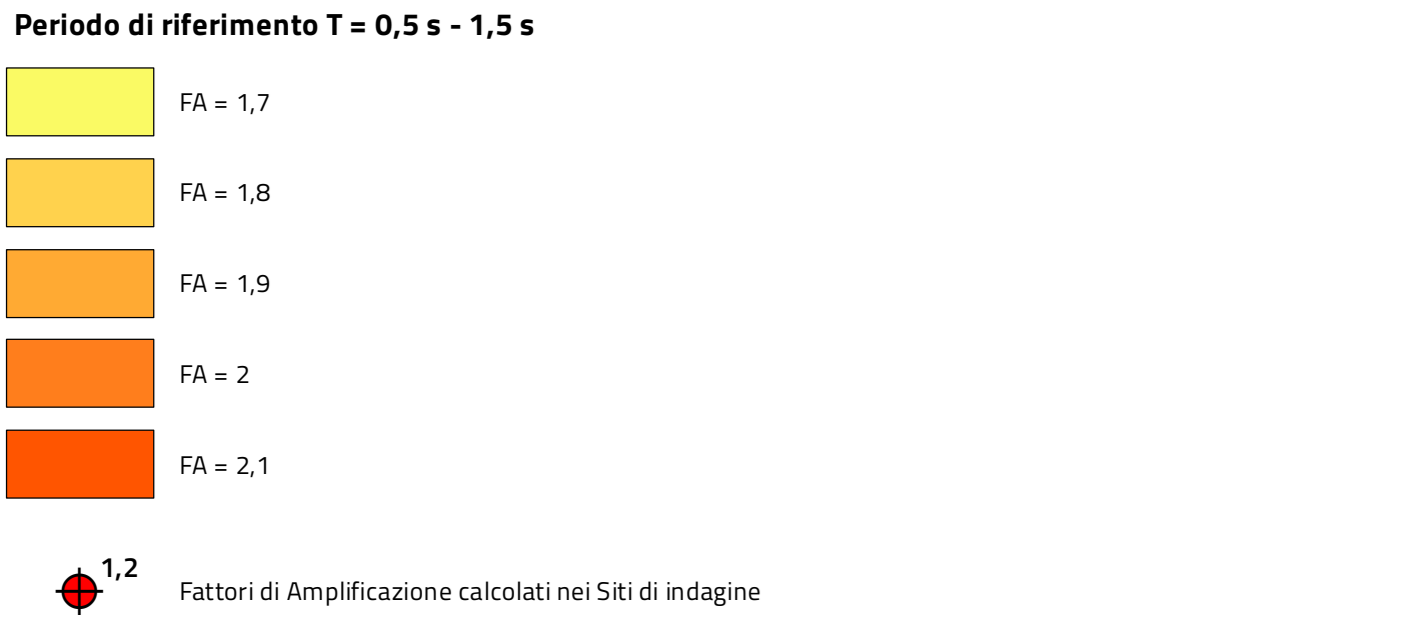 Periodo di riferimento T = 0,5 s - 1,5 s
FA = 1,7
FA = 1,8
FA = 1,9
FA = 2
FA = 2,1
1,2
Fattori di Amplificazione calcolati nei Siti di indagine